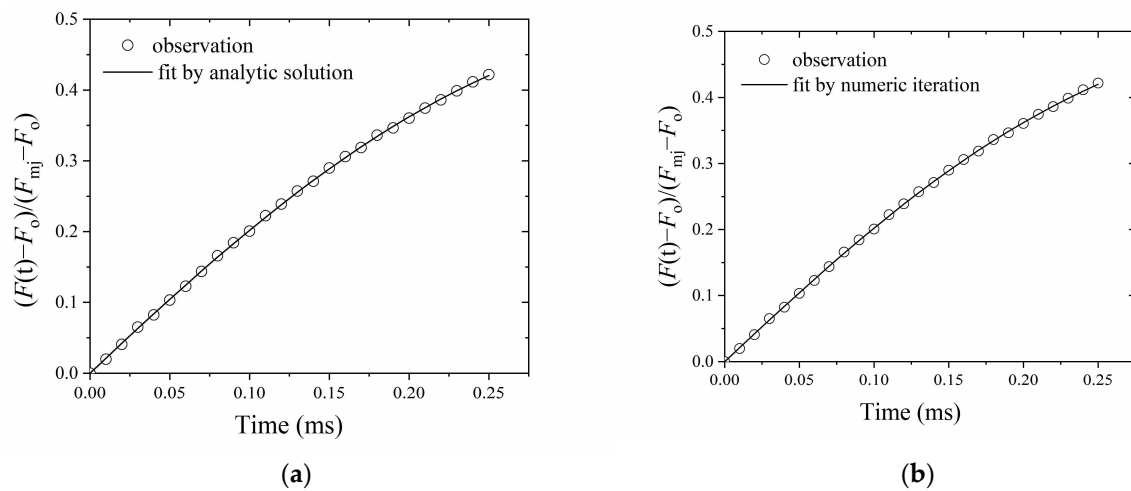 0.5
observation
fit by analytic solution
0.4
0.3
0.2
0.1
0.0
(F(t)−Fo)/(Fmj−Fo)
0.00 0.05 0.10 0.15 0.20 0.25
Time (ms)
(a)
0.5
observation
fit by numeric iteration
0.4
0.3
0.2
0.1
0.0
(F(t)−Fo)/(Fmj−Fo)
0.00 0.05 0.10 0.15 0.20 0.25
Time (ms)
(b)